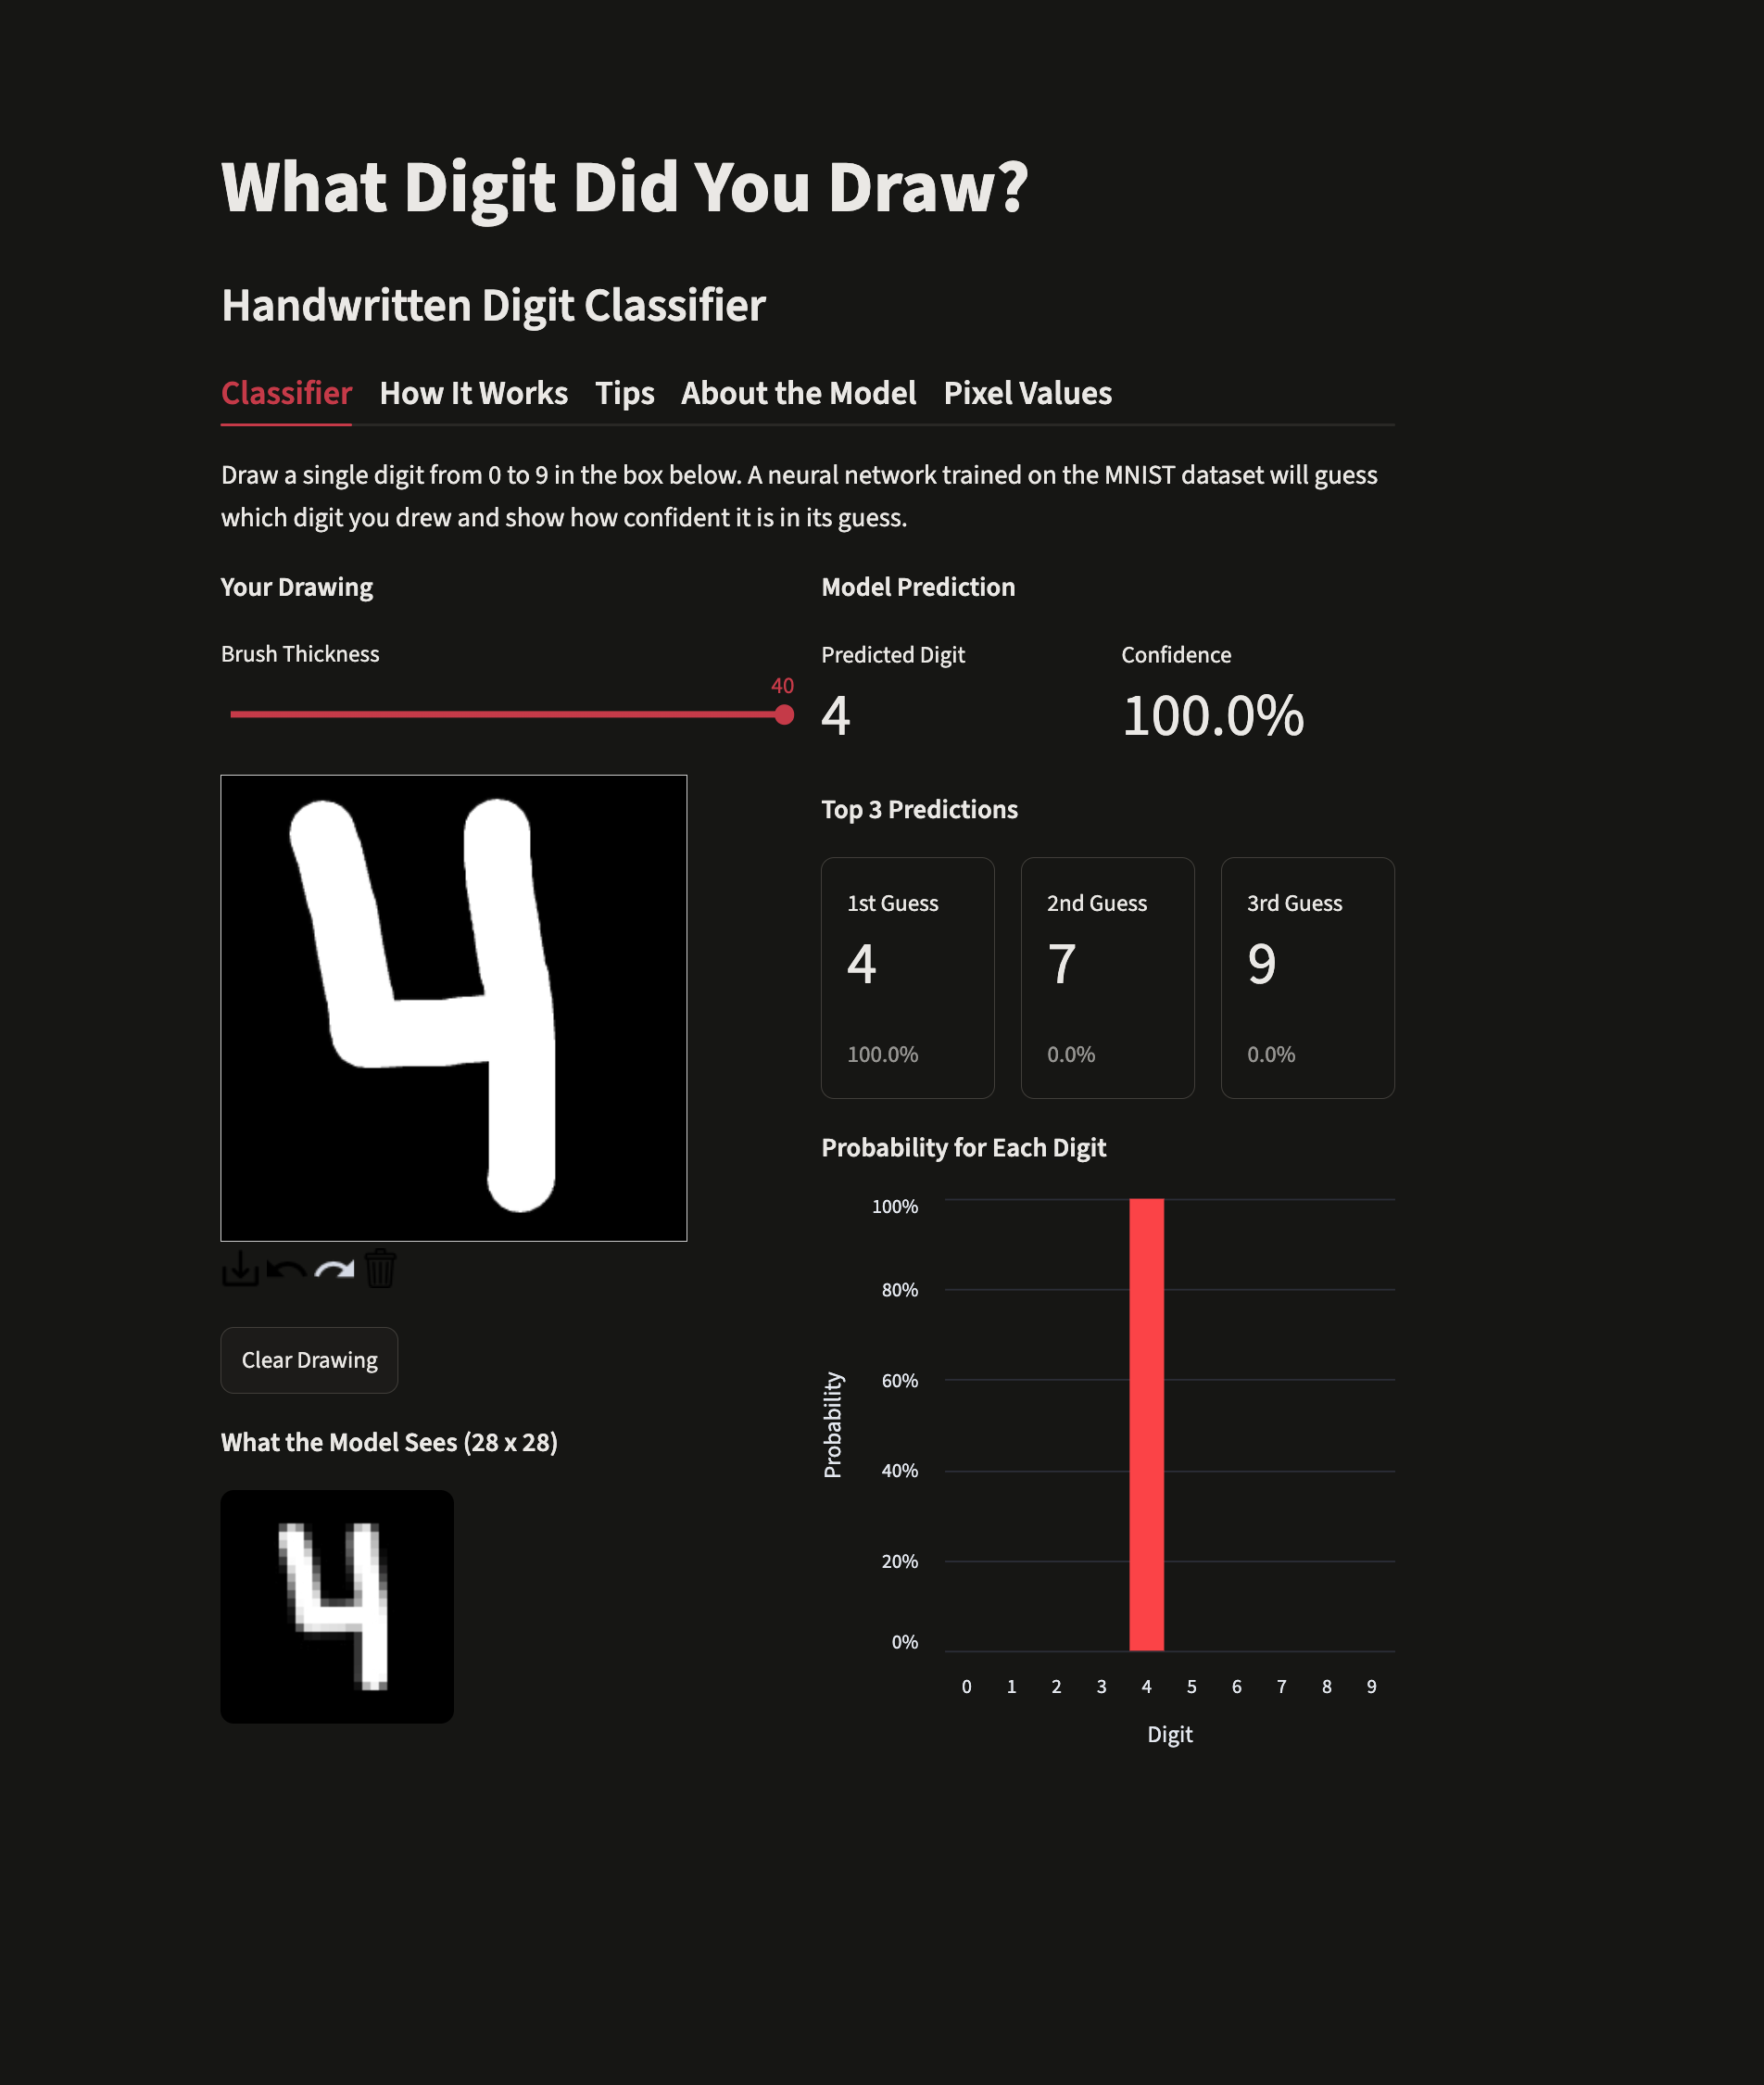 What Digit Did You Draw?
Handwritten Digit Classifier
Classifier How It Works Tips About the Model Pixel Values
Draw a single digit from 0 to 9 in the box below. A neural network trained on the MNIST dataset will guess
which digit you drew and show how confident it is in its guess.
Your Drawing
Brush Thickness
40
4
Clear Drawing
What the Model Sees (28 x 28)
4
Model Prediction
Predicted Digit Confidence
4 100.0%
Top 3 Predictions
1st Guess 2nd Guess 3rd Guess
4 7 9
100.0% 0.0% 0.0%
Probability for Each Digit
100%
80%
60%
40%
20%
0%
Probability
0 1 2 3 4 5 6 7 8 9
Digit